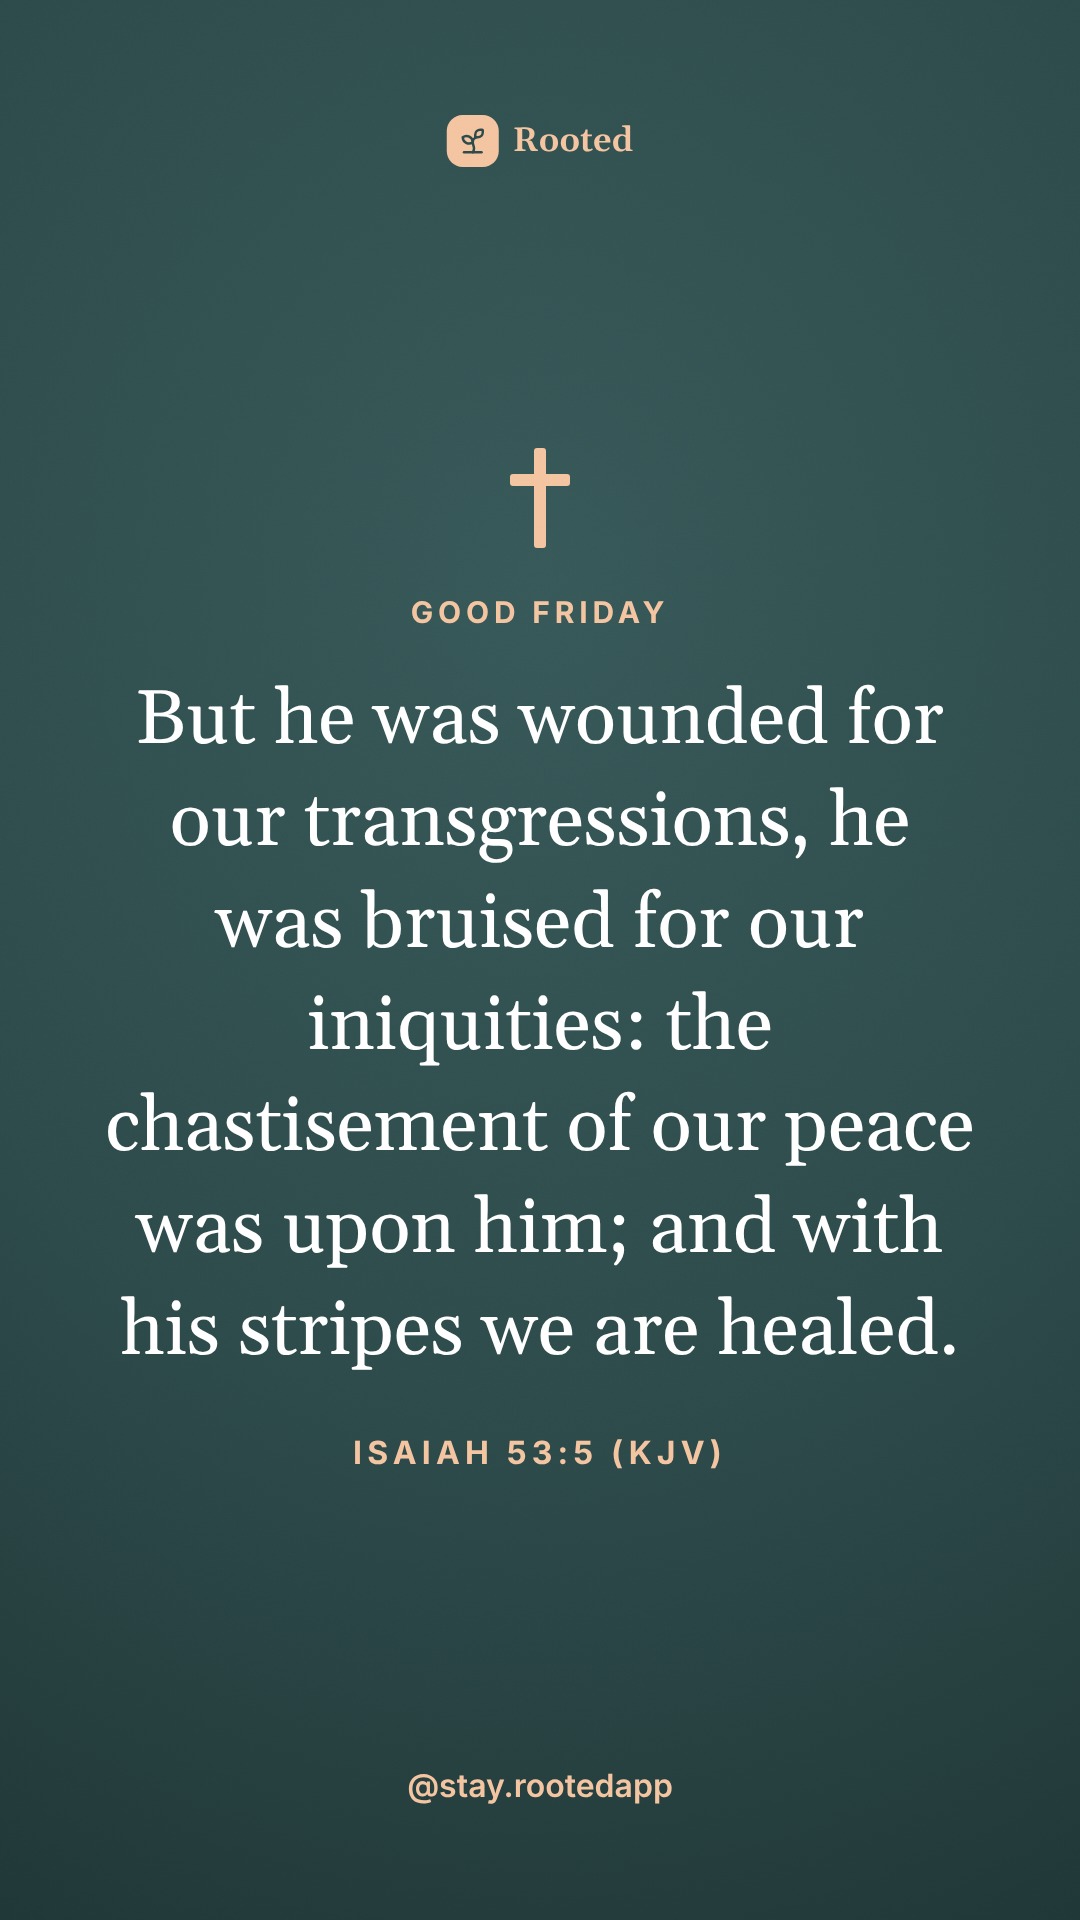 Rooted
GOOD FRIDAY
But he was wounded for
our transgressions, he
was bruised for our
iniquities: the
chastisement of our peace
was upon him; and with
his stripes we are healed.
ISAIAH 53:5 (KJV)
@stay.rootedapp